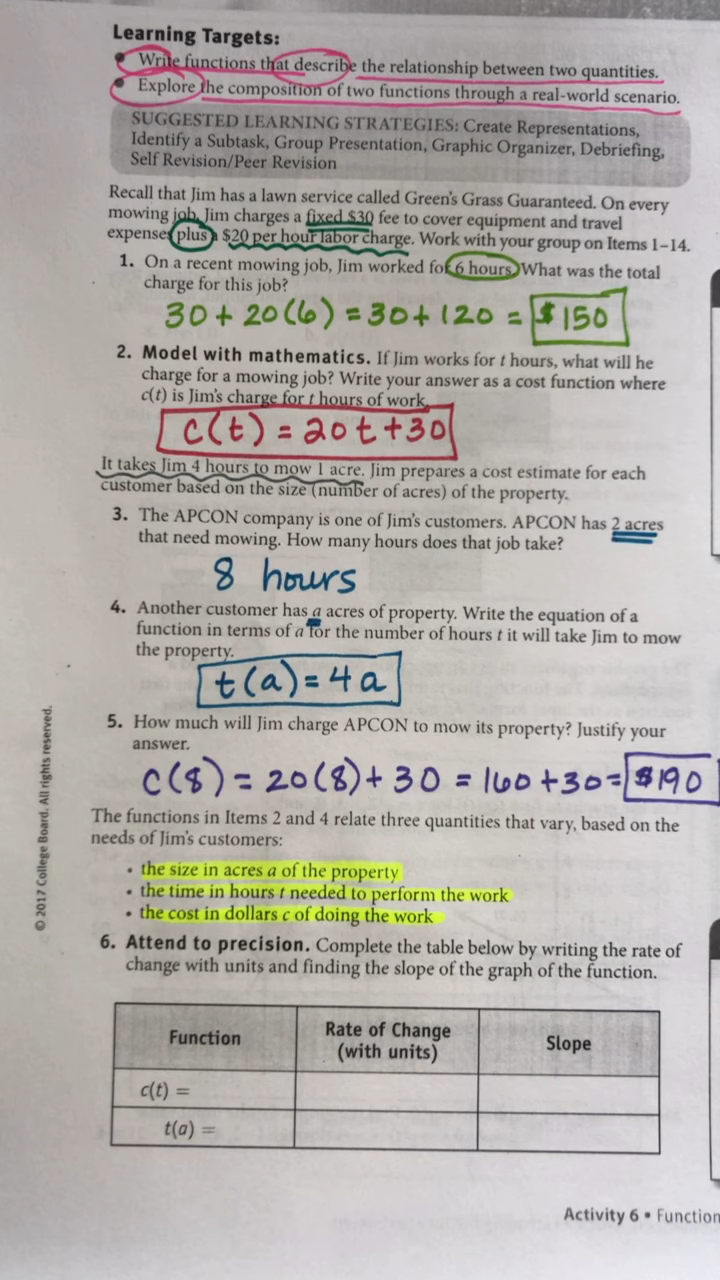 Learning Targets:
• Write functions that describe the relationship between two quantities.
• Explore the composition of two functions through a real-world scenario.
SUGGESTED LEARNING STRATEGIES: Create Representations,
Identify a Subtask, Group Presentation, Graphic Organizer, Debriefing,
Self Revision/Peer Revision
Recall that Jim has a lawn service called Green's Grass Guaranteed. On every
mowing job, Jim charges a fixed $30 fee to cover equipment and travel
expenses plus a $20 per hour labor charge. Work with your group on Items 1–14.
1. On a recent mowing job, Jim worked for 6 hours. What was the total
charge for this job?
30 + 20(6) = 30 + 120 = $150
2. Model with mathematics. If Jim works for t hours, what will he
charge for a mowing job? Write your answer as a cost function where
c(t) is Jim's charge for t hours of work.
C(t) = 20t + 30
It takes Jim 4 hours to mow 1 acre. Jim prepares a cost estimate for each
customer based on the size (number of acres) of the property.
3. The APCON company is one of Jim's customers. APCON has 2 acres
that need mowing. How many hours does that job take?
8 hours
4. Another customer has a acres of property. Write the equation of a
function in terms of a for the number of hours t it will take Jim to mow
the property.
t(a) = 4a
5. How much will Jim charge APCON to mow its property? Justify your
answer.
C(8) = 20(8) + 30 = 160 + 30 = $190
The functions in Items 2 and 4 relate three quantities that vary, based on the
needs of Jim's customers:
• the size in acres a of the property
• the time in hours t needed to perform the work
• the cost in dollars c of doing the work
6. Attend to precision. Complete the table below by writing the rate of
change with units and finding the slope of the graph of the function.
Function
Rate of Change
(with units)
Slope
c(t) =
t(a) =
© 2017 College Board. All rights reserved.
Activity 6 • Function